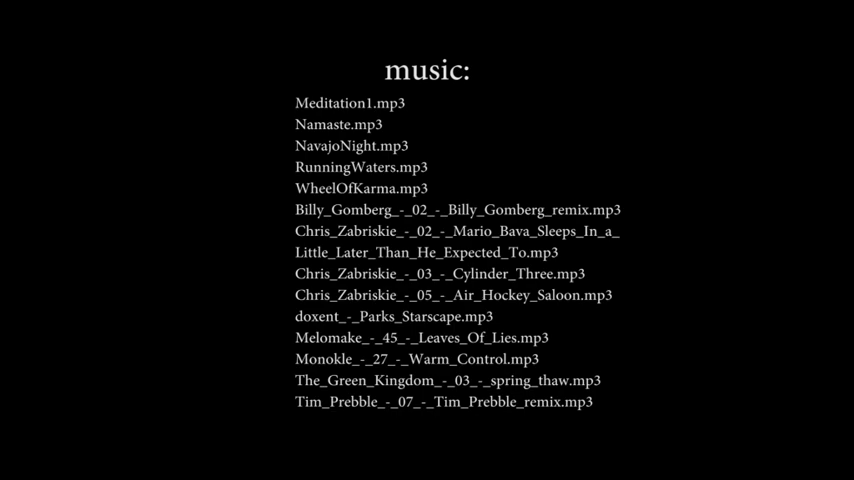 music:
Meditation1.mp3
Namaste.mp3
NavajoNight.mp3
RunningWaters.mp3
WheelOfKarma.mp3
Billy_Gomberg_-_02_-_Billy_Gomberg_remix.mp3
Chris_Zabriskie_-_02_-_Mario_Bava_Sleeps_In_a_
Little_Later_Than_He_Expected_To.mp3
Chris_Zabriskie_-_03_-_Cylinder_Three.mp3
Chris_Zabriskie_-_05_-_Air_Hockey_Saloon.mp3
doxent_-_Parks_Starscape.mp3
Melomake_-_45_-_Leaves_Of_Lies.mp3
Monokle_-_27_-_Warm_Control.mp3
The_Green_Kingdom_-_03_-_spring_thaw.mp3
Tim_Prebble_-_07_-_Tim_Prebble_remix.mp3